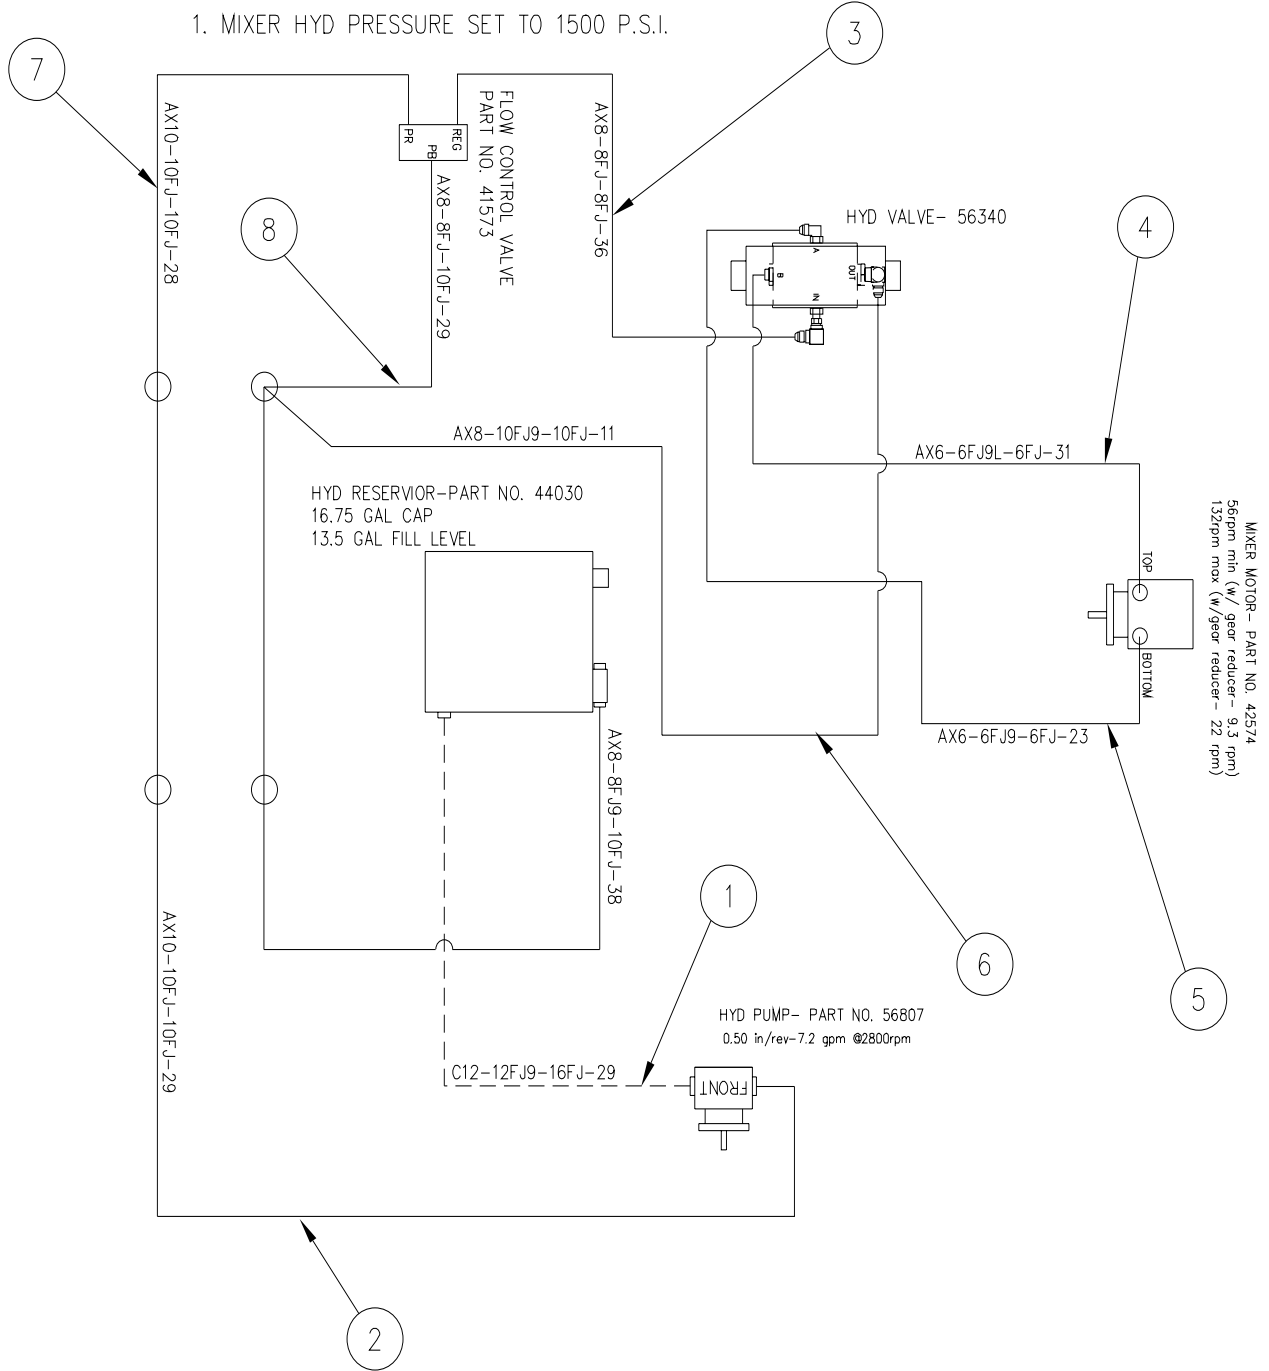 1. MIXER HYD PRESSURE SET TO 1500 P.S.I.
3
7
AX10-10FJ-10FJ-28
PR
PB
REG
FLOW CONTROL VALVE
PART NO. 41573
AX8-8FJ-8FJ-36
AX8-8FJ-10FJ-29
8
HYD VALVE- 56340
A
B
OUT
IN
4
AX8-10FJ9-10FJ-11
AX6-6FJ9L-6FJ-31
HYD RESERVIOR-PART NO. 44030
16.75 GAL CAP
13.5 GAL FILL LEVEL
MIXER MOTOR- PART NO. 42574
56rpm min (w/ gear reducer- 9.3 rpm)
132rpm max (w/gear reducer- 22 rpm)
TOP
BOTTOM
AX6-6FJ9-6FJ-23
AX8-8FJ9-10FJ-38
1
6
5
AX10-10FJ-10FJ-29
HYD PUMP- PART NO. 56807
0.50 in/rev-7.2 gpm @2800rpm
C12-12FJ9-16FJ-29
FRONT
2